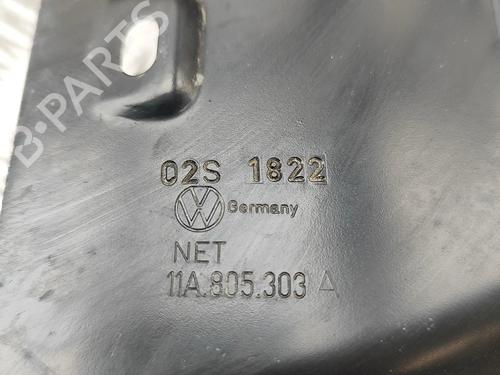 B-PARTS
02S 1822
Germany
NET
11A.805.303 A